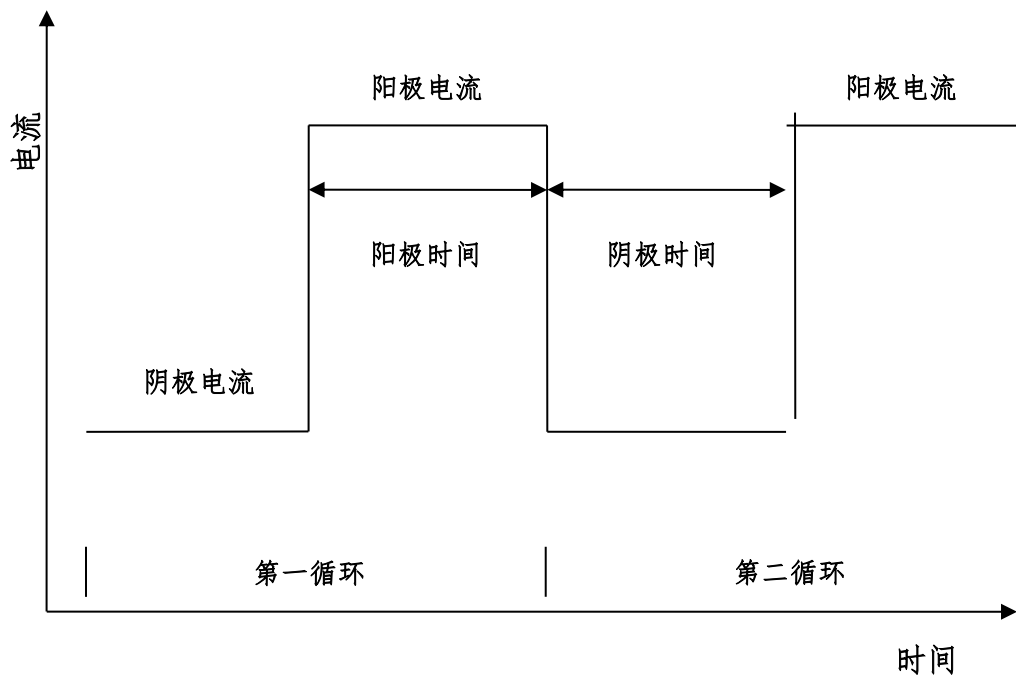 阳极电流
阳极电流
电流
阳极时间
阴极时间
阴极电流
第一循环
第二循环
时间